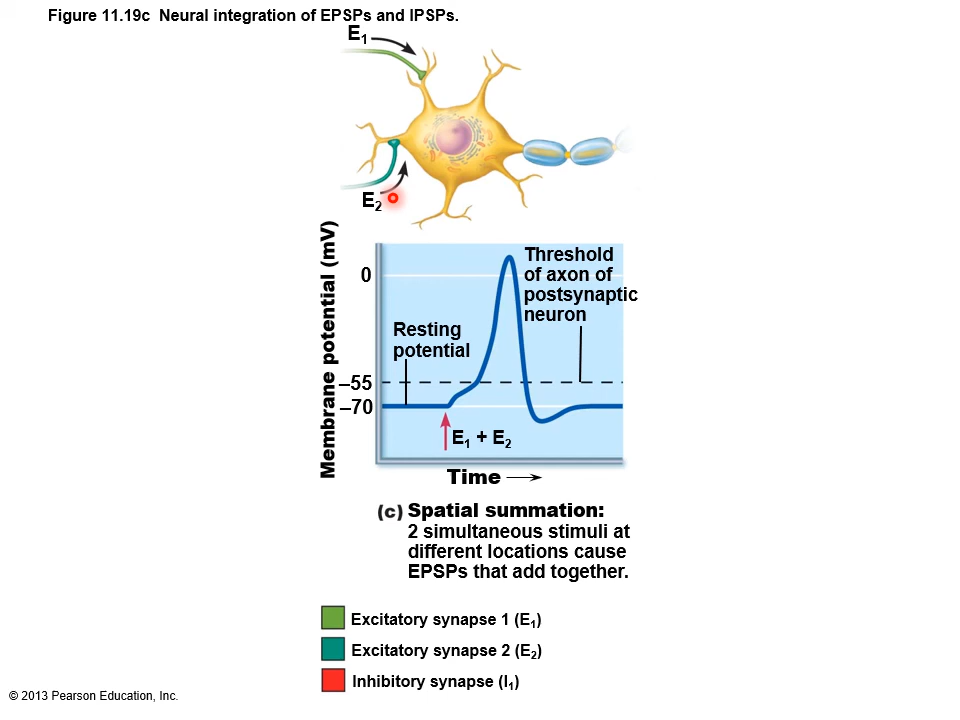 Figure 11.19c Neural integration of EPSPs and IPSPs.
E1
E2
Membrane potential (mV)
0
–55
–70
Threshold
of axon of
postsynaptic
neuron
Resting
potential
E1 + E2
Time
(c) Spatial summation:
2 simultaneous stimuli at
different locations cause
EPSPs that add together.
Excitatory synapse 1 (E1)
Excitatory synapse 2 (E2)
Inhibitory synapse (I1)
© 2013 Pearson Education, Inc.